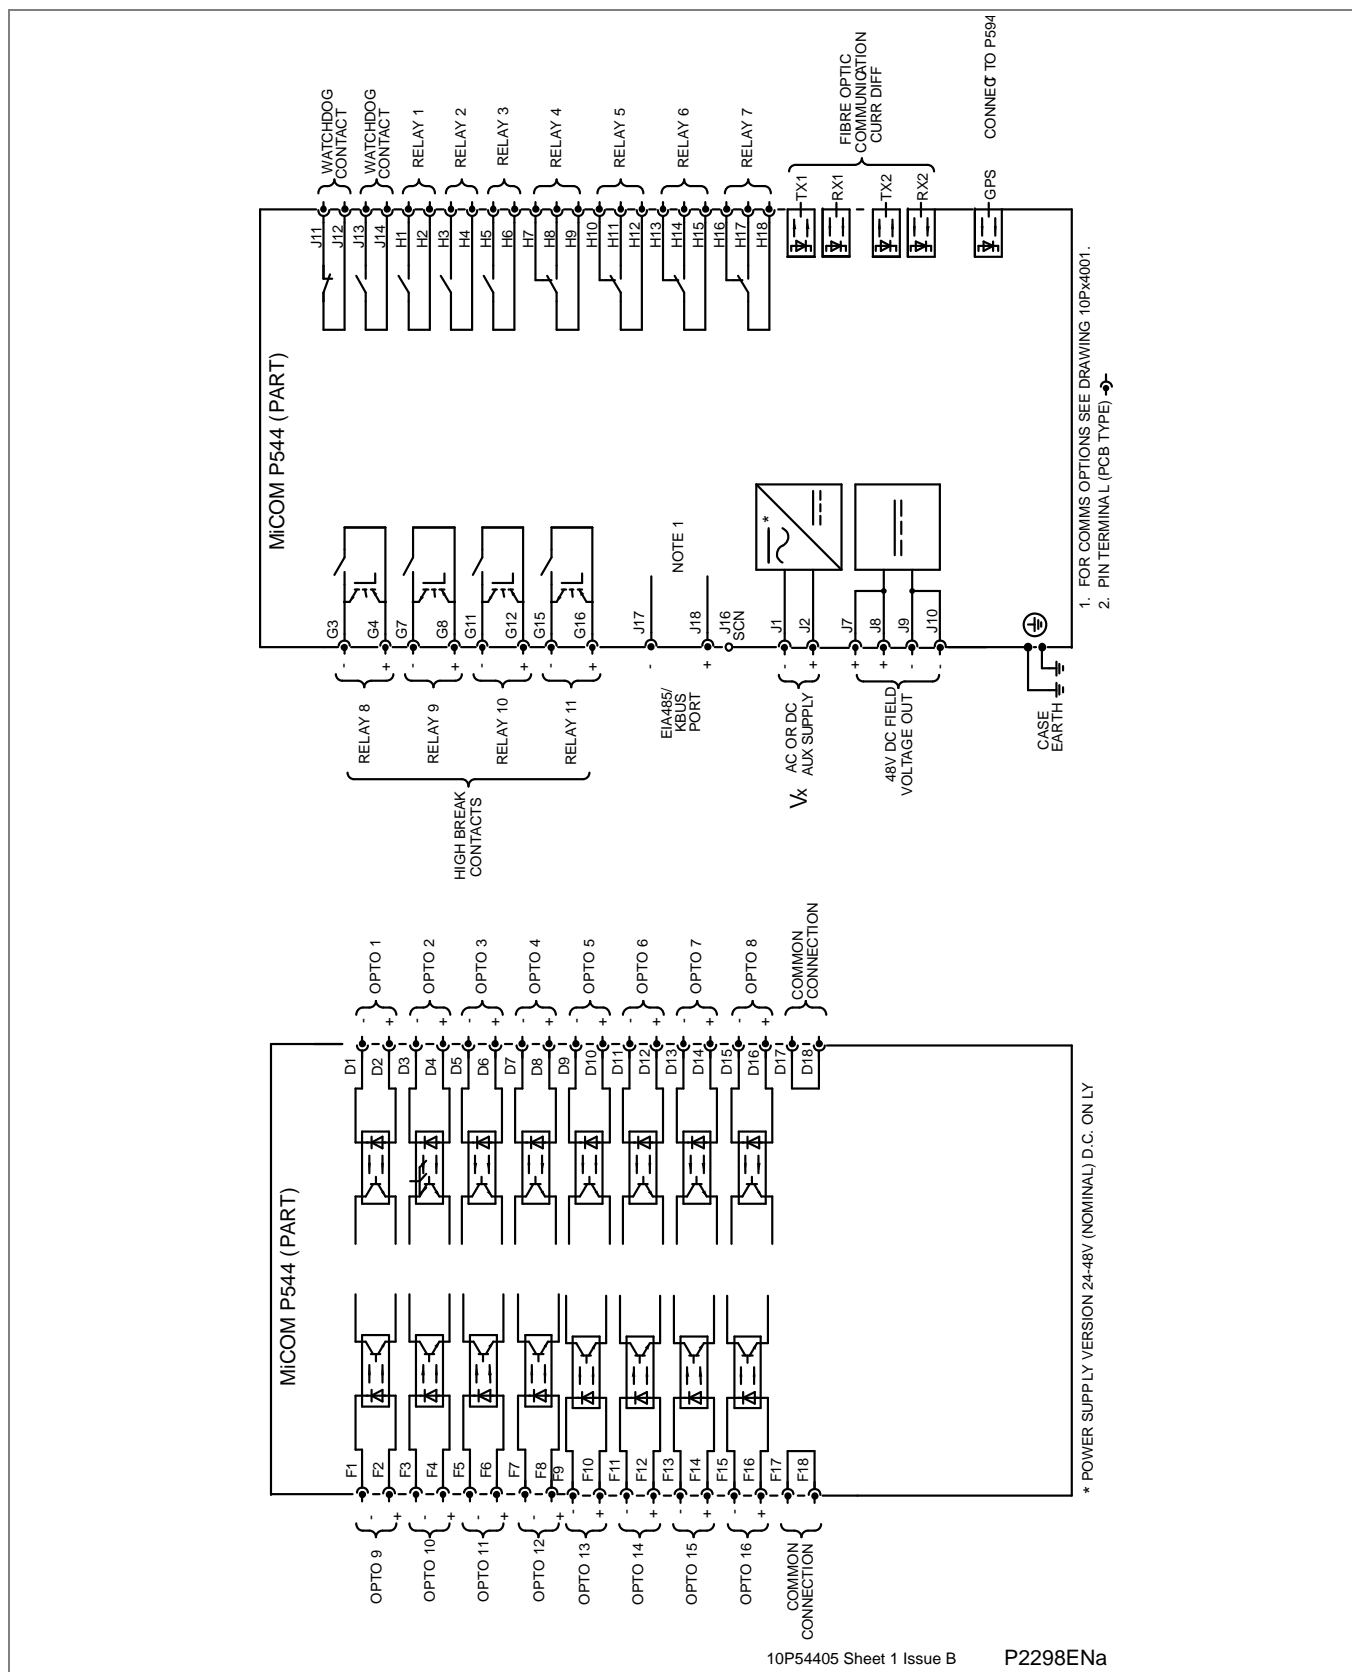 MiCOM P544 (PART)
WATCHDOG
CONTACT
WATCHDOG
CONTACT
RELAY 1
RELAY 2
RELAY 3
RELAY 4
RELAY 5
RELAY 6
RELAY 7
FIBRE OPTIC
COMMUNICATION
CURR DIFF
CONNECT TO P594
TX1
RX1
TX2
RX2
GPS
J11
J12
J13
J14
H1
H2
H3
H4
H5
H6
H7
H8
H9
H10
H11
H12
H13
H14
H15
H16
H17
H18
G3
G4
G7
G8
G11
G12
G15
G16
J17
NOTE 1
J18
J16
SCN
*
J1
J2
J7
J8
J9
J10
- + - + - + - + - + - + + + - -
RELAY 8
RELAY 9
RELAY 10
RELAY 11
HIGH BREAK
CONTACTS
EIA485/
KBUS
PORT
Vx
AC OR DC
AUX SUPPLY
48V DC FIELD
VOLTAGE OUT
CASE
EARTH
1. FOR COMMS OPTIONS SEE DRAWING 10Px4001.
2. PIN TERMINAL (PCB TYPE)
MiCOM P544 (PART)
OPTO 1
OPTO 2
OPTO 3
OPTO 4
OPTO 5
OPTO 6
OPTO 7
OPTO 8
COMMON
CONNECTION
- + - + - + - + - + - + - + - +
D1
D2
D3
D4
D5
D6
D7
D8
D9
D10
D11
D12
D13
D14
D15
D16
D17
D18
F1
F2
F3
F4
F5
F6
F7
F8
F9
F10
F11
F12
F13
F14
F15
F16
F17
F18
- + - + - + - + - + - + - + - +
OPTO 9
OPTO 10
OPTO 11
OPTO 12
OPTO 13
OPTO 14
OPTO 15
OPTO 16
COMMON
CONNECTION
* POWER SUPPLY VERSION 24-48V (NOMINAL) D.C. ON LY
10P54405 Sheet 1 Issue B
P2298ENa